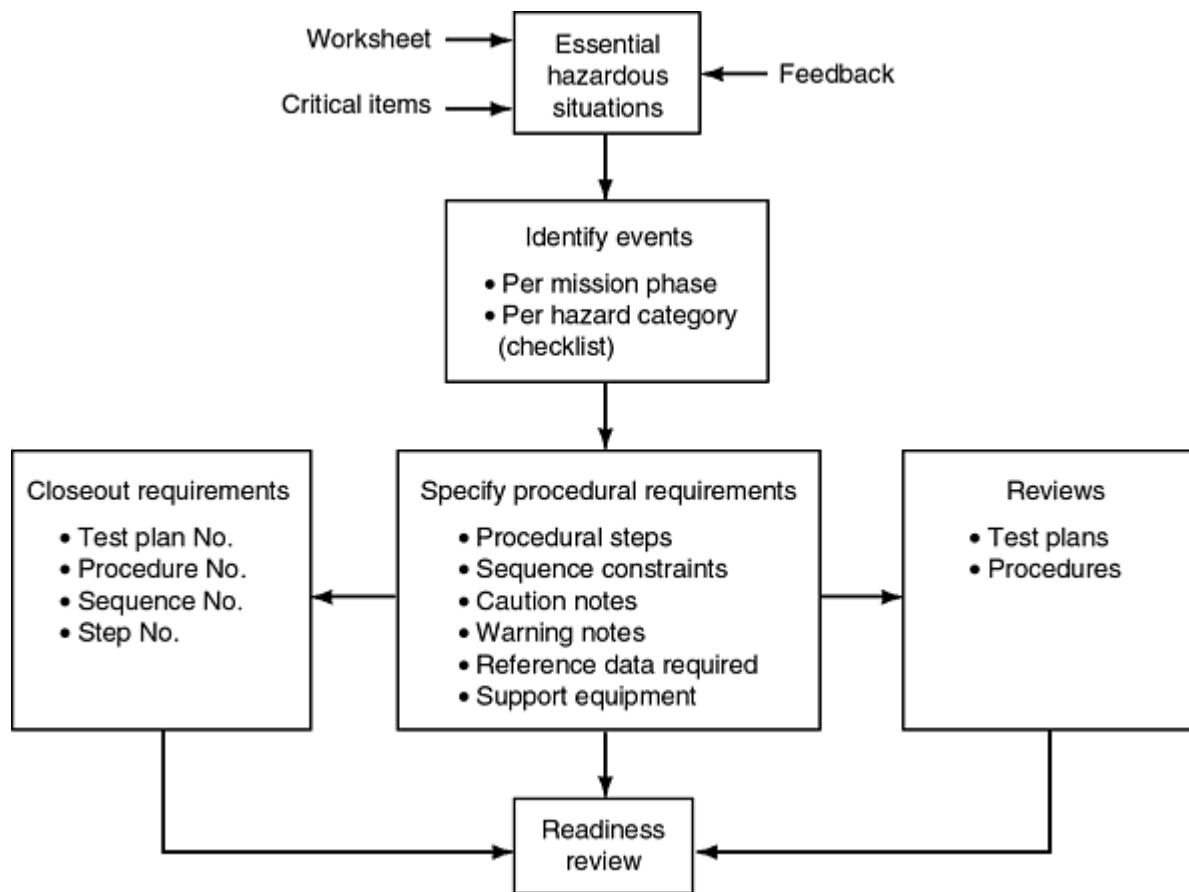 Worksheet
Critical items
Essential
hazardous
situations
Feedback
Identify events
• Per mission phase
• Per hazard category
(checklist)
Closeout requirements
• Test plan No.
• Procedure No.
• Sequence No.
• Step No.
Specify procedural requirements
• Procedural steps
• Sequence constraints
• Caution notes
• Warning notes
• Reference data required
• Support equipment
Reviews
• Test plans
• Procedures
Readiness
review